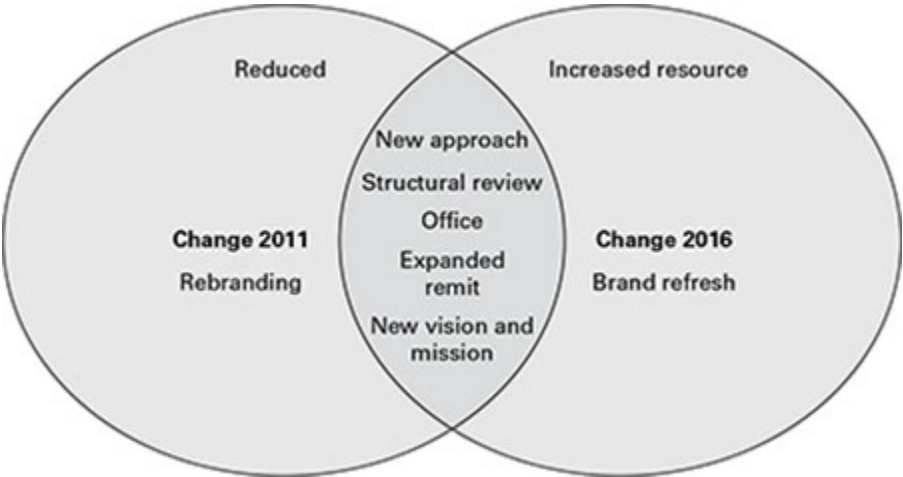 Reduced
Increased resource
New approach
Structural review
Office
Expanded
remit
New vision and
mission
Change 2011
Rebranding
Change 2016
Brand refresh